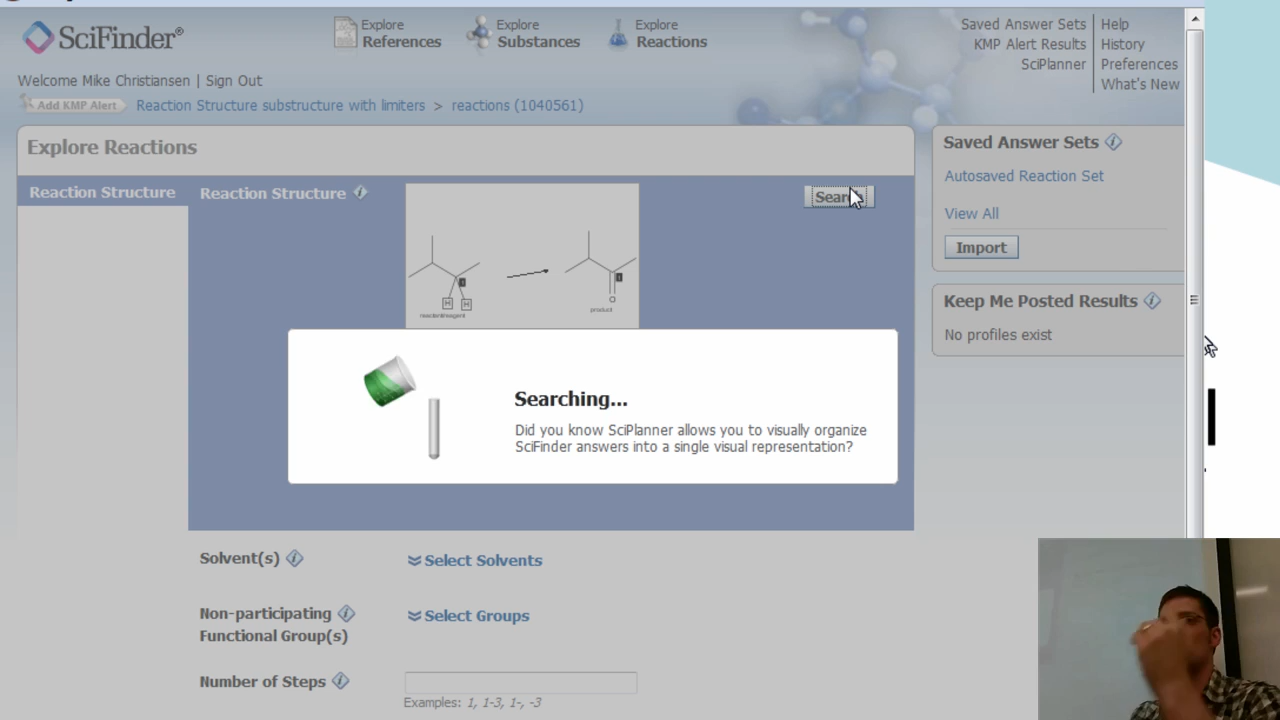 SciFinder®
Explore References
Explore Substances
Explore Reactions
Saved Answer Sets
Help
KMP Alert Results
History
SciPlanner
Preferences
What's New
Welcome Mike Christiansen | Sign Out
Add KMP Alert
Reaction Structure substructure with limiters > reactions (1040561)
Explore Reactions
Saved Answer Sets
Autosaved Reaction Set
View All
Import
Keep Me Posted Results
No profiles exist
Reaction Structure
Reaction Structure
H
H
reactant/reagent
O
product
Searching...
Did you know SciPlanner allows you to visually organize
SciFinder answers into a single visual representation?
Solvent(s)
Select Solvents
Non-participating
Functional Group(s)
Select Groups
Number of Steps
Examples: 1, 1-3, 1-, -3